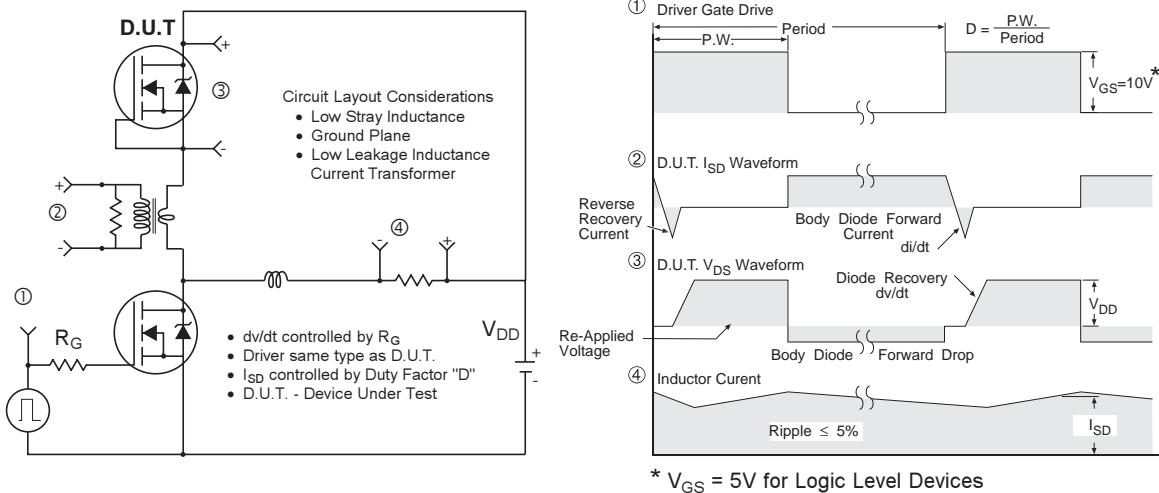 D.U.T
+
③
-
Circuit Layout Considerations
• Low Stray Inductance
• Ground Plane
• Low Leakage Inductance
Current Transformer
+
②
-
④
-
+
①
R_G
• dv/dt controlled by R_G
• Driver same type as D.U.T.
• I_SD controlled by Duty Factor "D"
• D.U.T. - Device Under Test
V_DD
+
-
① Driver Gate Drive
P.W.
Period
D = P.W.
Period
V_GS=10V*
② D.U.T. I_SD Waveform
Reverse
Recovery
Current
Body Diode Forward
Current
di/dt
③ D.U.T. V_DS Waveform
Diode Recovery
dv/dt
V_DD
Re-Applied
Voltage
Body Diode Forward Drop
④ Inductor Curent
Ripple ≤ 5%
I_SD
* V_GS = 5V for Logic Level Devices